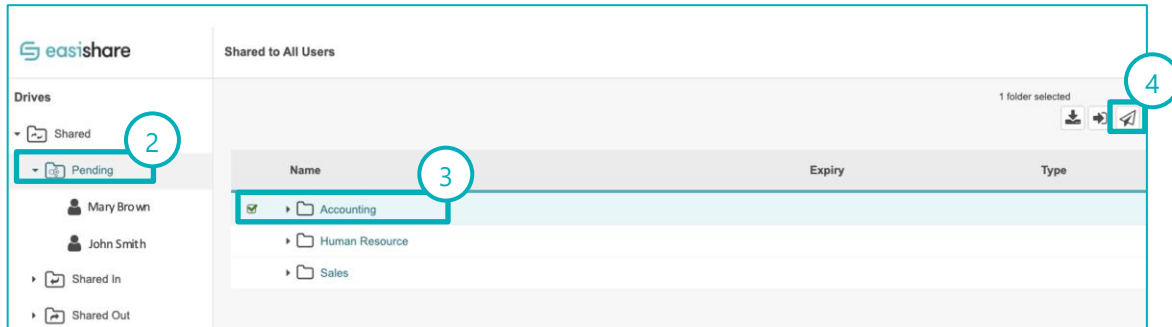 easishare
Shared to All Users
Drives
1 folder selected
4
Shared
2
Pending
Name
Expiry
Type
3
Mary Brown
Accounting
John Smith
Human Resource
Shared In
Sales
Shared Out